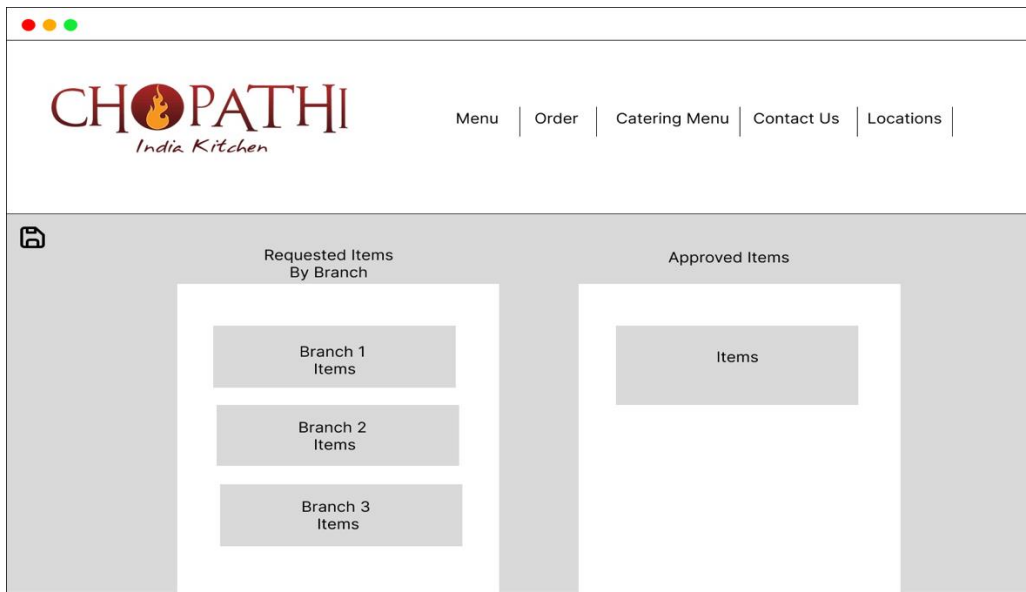 CHOPATHI
India Kitchen
Menu Order Catering Menu Contact Us Locations
Requested Items
By Branch
Approved Items
Branch 1
Items
Items
Branch 2
Items
Branch 3
Items